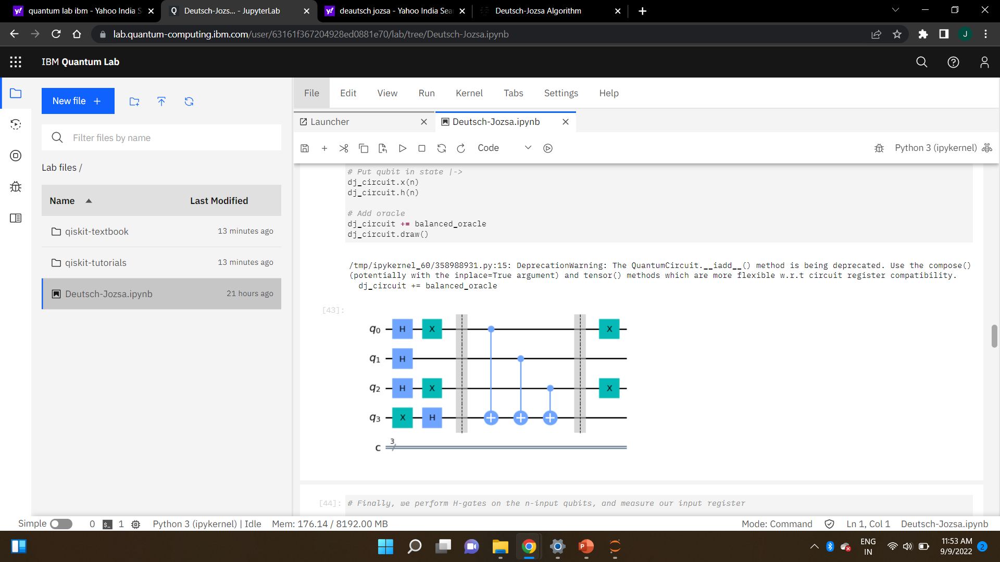 quantum lab ibm - Yahoo India S
Deutsch-Jozs... - JupyterLab
deautsch jozsa - Yahoo India Sea
Deutsch-Jozsa Algorithm
lab.quantum-computing.ibm.com/user/63161f367204928ed0881e70/lab/tree/Deutsch-Jozsa.ipynb
J
IBM Quantum Lab
New file +
Filter files by name
Lab files /
Name
Last Modified
qiskit-textbook
13 minutes ago
qiskit-tutorials
13 minutes ago
Deutsch-Jozsa.ipynb
21 hours ago
File Edit View Run Kernel Tabs Settings Help
Launcher
Deutsch-Jozsa.ipynb
Code
Python 3 (ipykernel)
# Put qubit in state |->
dj_circuit.x(n)
dj_circuit.h(n)
# Add oracle
dj_circuit += balanced_oracle
dj_circuit.draw()
/tmp/ipykernel_60/358988931.py:15: DeprecationWarning: The QuantumCircuit.__iadd__() method is being deprecated. Use the compose()
(potentially with the inplace=True argument) and tensor() methods which are more flexible w.r.t circuit register compatibility.
dj_circuit += balanced_oracle
[43]:
q0 H X X
q1 H
q2 H X X
q3 X H
c 3
[44]: # Finally, we perform H-gates on the n-input qubits, and measure our input register
Simple 0 1 Python 3 (ipykernel) | Idle Mem: 176.14 / 8192.00 MB
Mode: Command Ln 1, Col 1 Deutsch-Jozsa.ipynb
ENG
IN
11:53 AM
9/9/2022
2